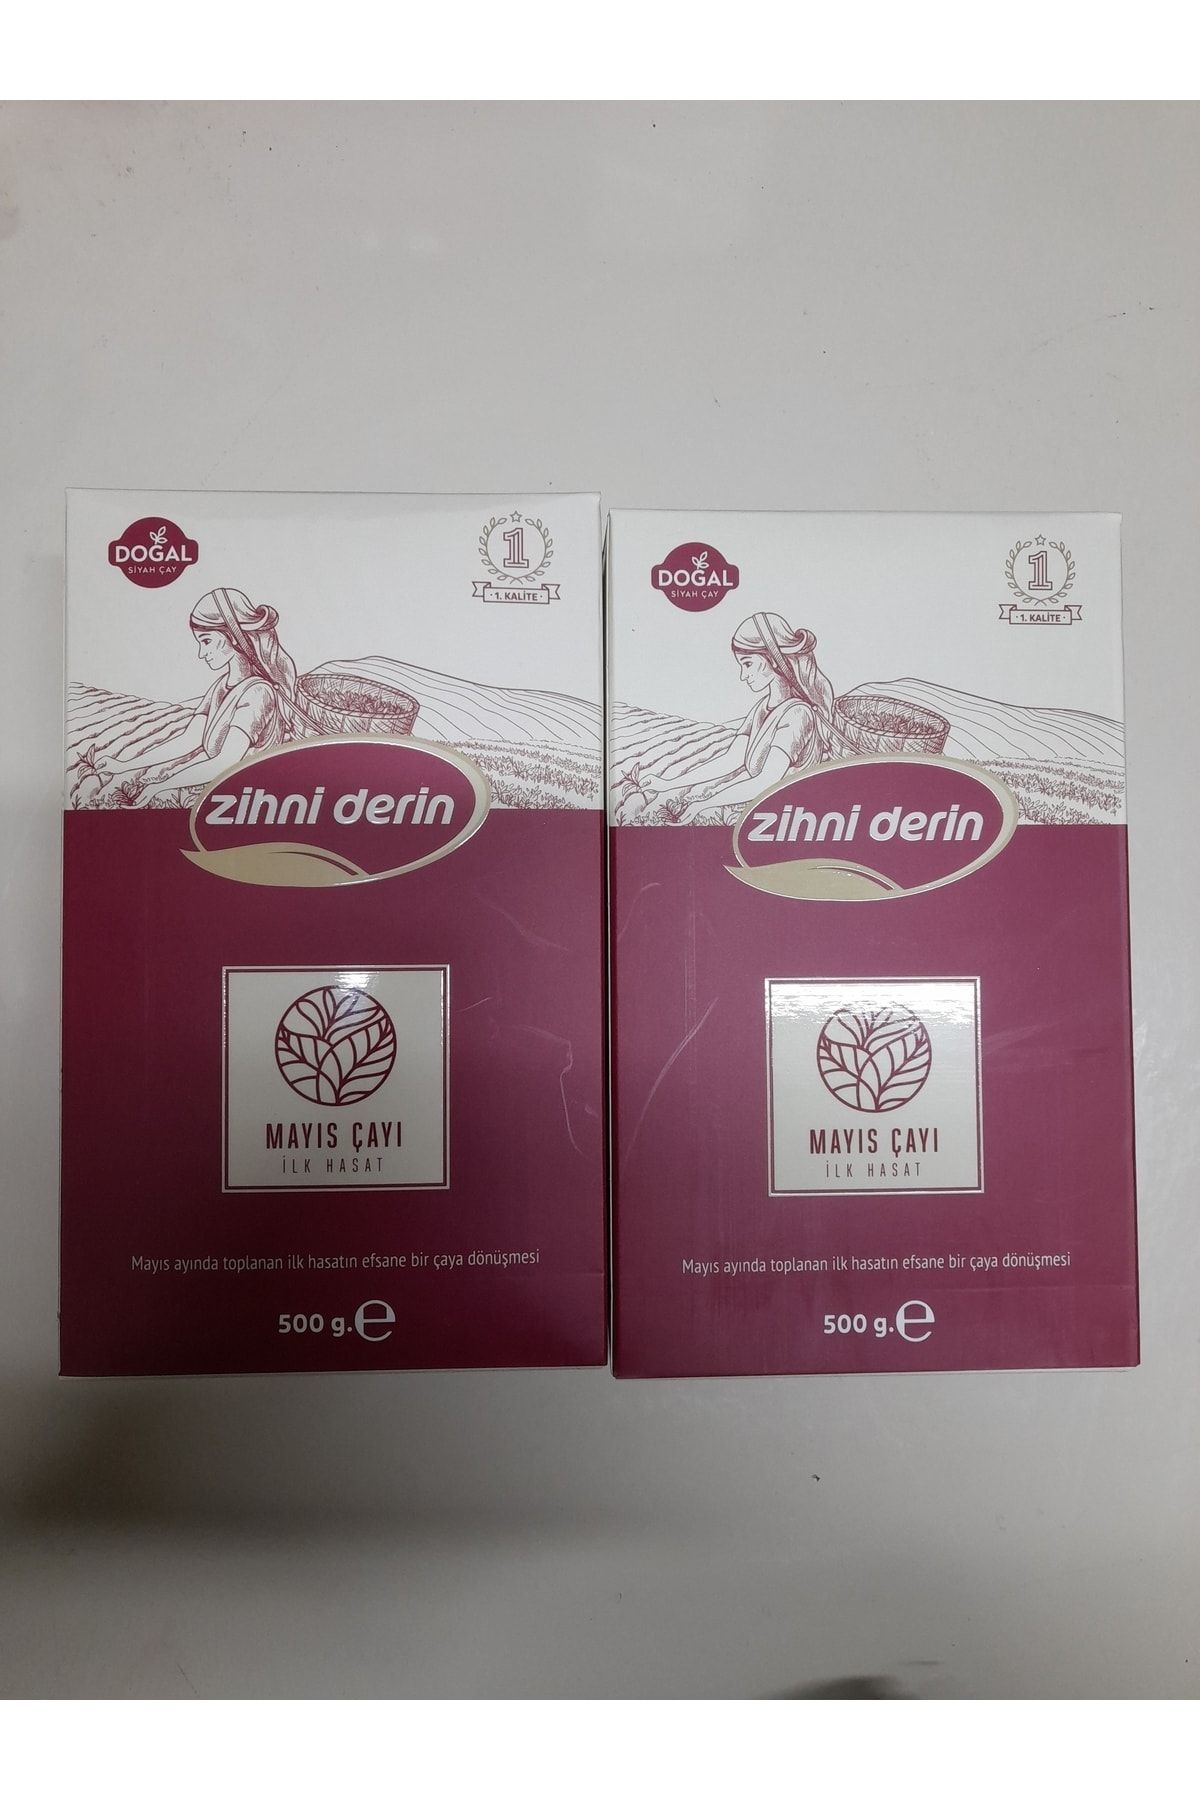 DOĞAL
SİYAH ÇAY
1
1. KALİTE
zihni derin
MAYIS ÇAYI
İLK HASAT
Mayıs ayında toplanan ilk hasatın efsane bir çaya dönüşmesi
500 g.℮
DOĞAL
SİYAH ÇAY
1
1. KALİTE
zihni derin
MAYIS ÇAYI
İLK HASAT
Mayıs ayında toplanan ilk hasatın efsane bir çaya dönüşmesi
500 g.℮